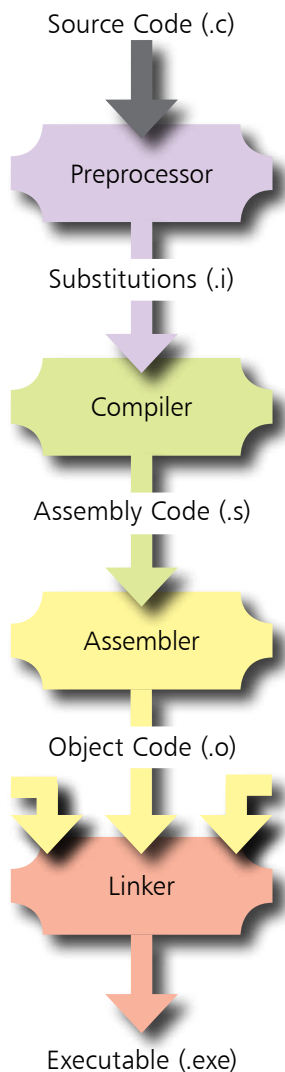 Source Code (.c)
Preprocessor
Substitutions (.i)
Compiler
Assembly Code (.s)
Assembler
Object Code (.o)
Linker
Executable (.exe)